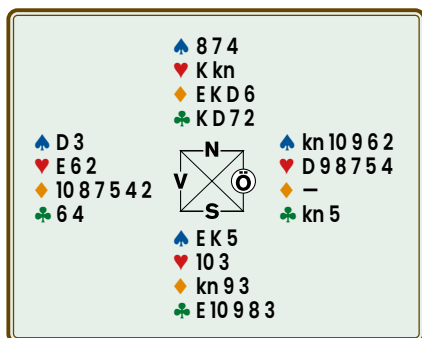 ♠ 8 7 4
♥ K kn
♦ E K D 6
♣ K D 7 2
♠ D 3
♥ E 6 2
♦ 10 8 7 5 4 2
♣ 6 4
N
V Ö
S
♠ kn 10 9 6 2
♥ D 9 8 7 5 4
♦ –
♣ kn 5
♠ E K 5
♥ 10 3
♦ kn 9 3
♣ E 10 9 8 3